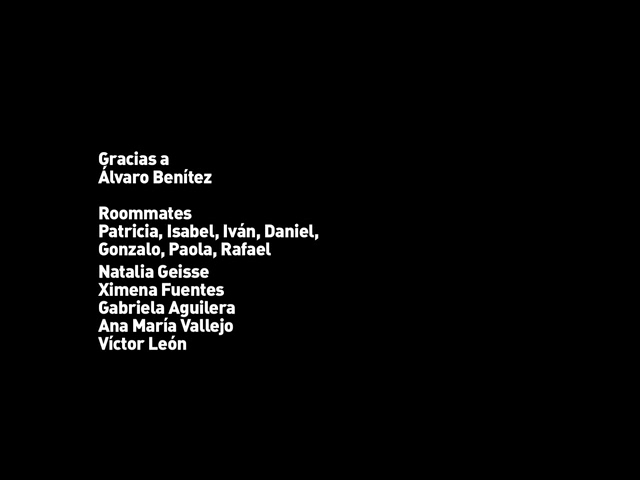 Gracias a
Álvaro Benítez
Roommates
Patricia, Isabel, Iván, Daniel,
Gonzalo, Paola, Rafael
Natalia Geisse
Ximena Fuentes
Gabriela Aguilera
Ana María Vallejo
Víctor León